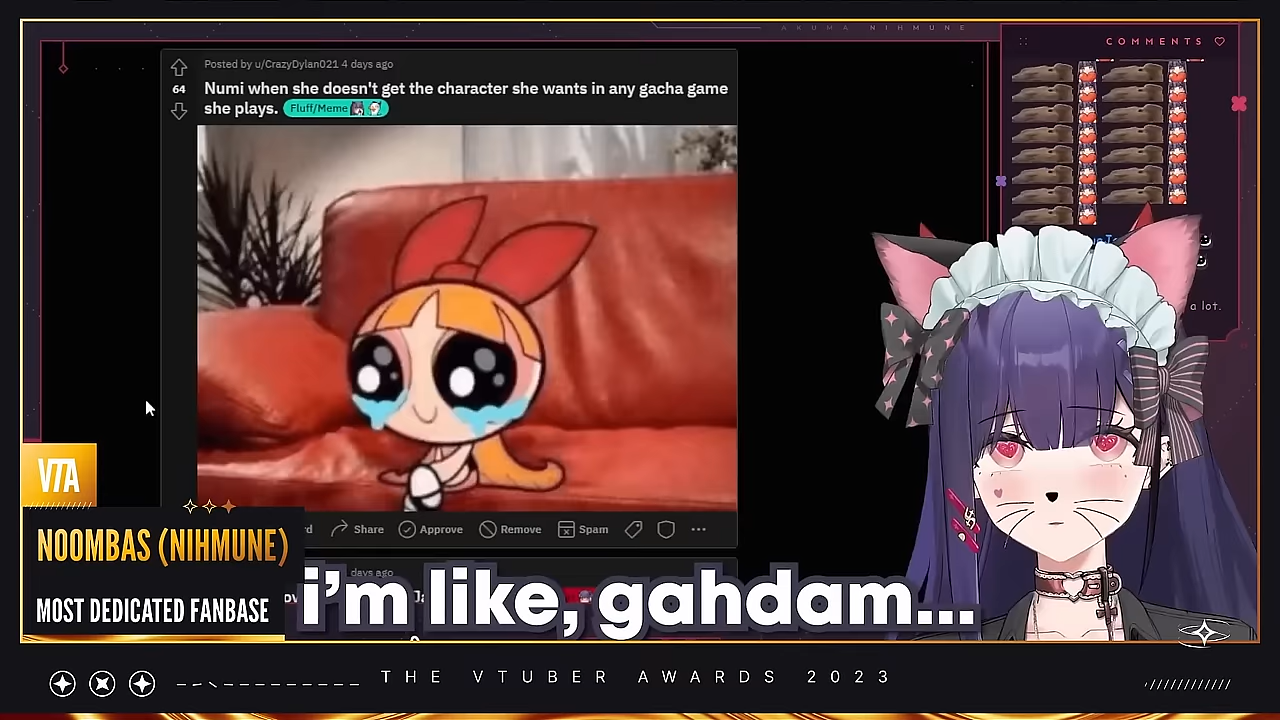 AKUMA NIHMUNE
COMMENTS
Posted by u/CrazyDylan021 4 days ago
64
Numi when she doesn't get the character she wants in any gacha game
she plays. Fluff/Meme
a lot.
Share Approve Remove Spam
days ago
VTA
NOOMBAS (NIHMUNE)
MOST DEDICATED FANBASE
i'm like, gahdam...
THE VTUBER AWARDS 2023